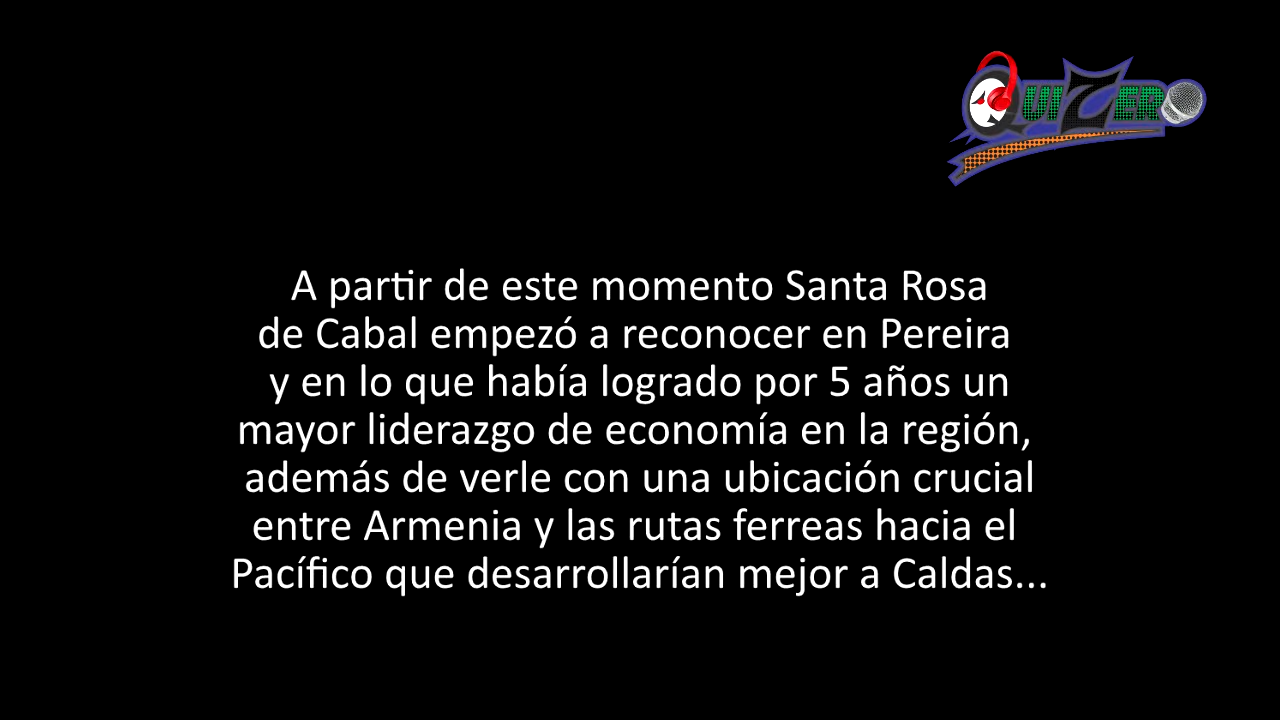 QUIZER
A partir de este momento Santa Rosa
de Cabal empezó a reconocer en Pereira
y en lo que había logrado por 5 años un
mayor liderazgo de economía en la región,
además de verle con una ubicación crucial
entre Armenia y las rutas ferreas hacia el
Pacífico que desarrollarían mejor a Caldas...